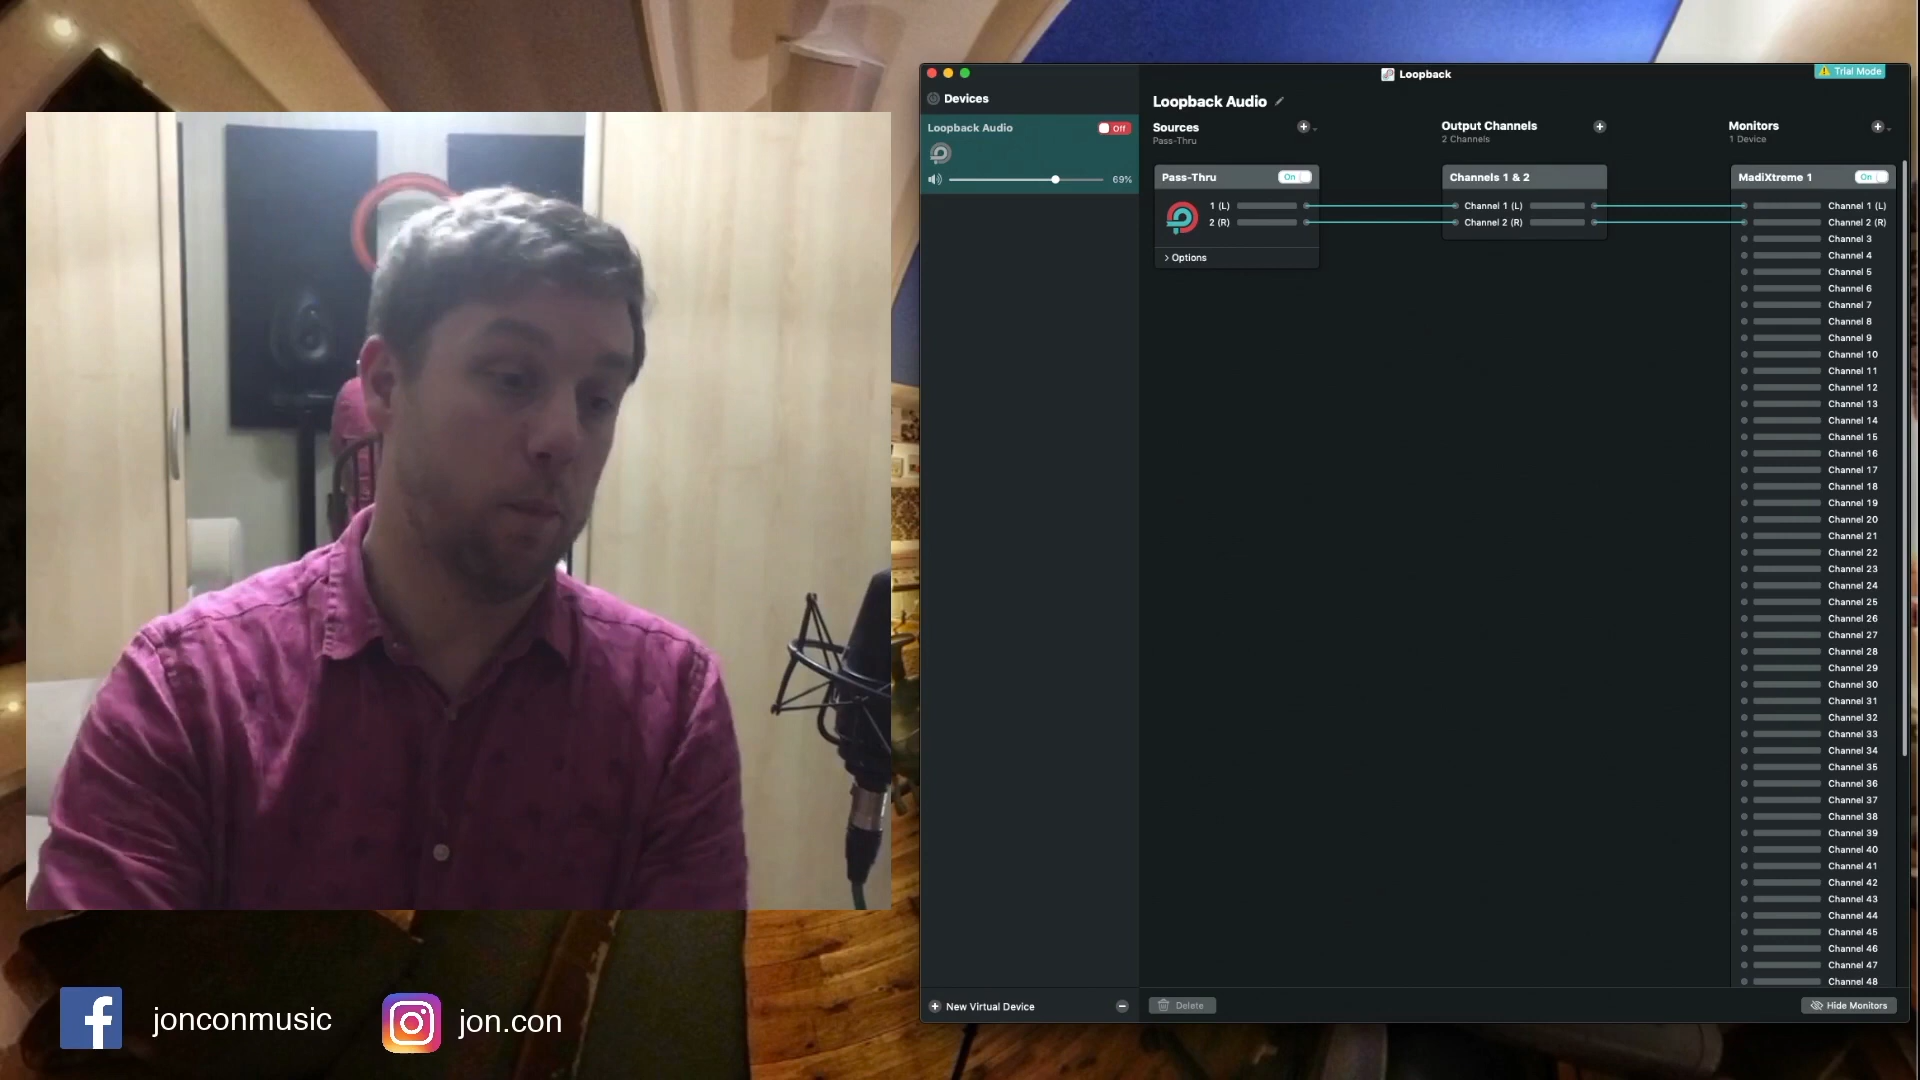 Loopback
Trial Mode
Devices
Loopback Audio
Off
69%
Loopback Audio
Sources
Pass-Thru
Output Channels
2 Channels
Monitors
1 Device
Pass-Thru
On
1 (L)
2 (R)
Options
Channels 1 & 2
Channel 1 (L)
Channel 2 (R)
MadiXtreme 1
On
Channel 1 (L)
Channel 2 (R)
Channel 3
Channel 4
Channel 5
Channel 6
Channel 7
Channel 8
Channel 9
Channel 10
Channel 11
Channel 12
Channel 13
Channel 14
Channel 15
Channel 16
Channel 17
Channel 18
Channel 19
Channel 20
Channel 21
Channel 22
Channel 23
Channel 24
Channel 25
Channel 26
Channel 27
Channel 28
Channel 29
Channel 30
Channel 31
Channel 32
Channel 33
Channel 34
Channel 35
Channel 36
Channel 37
Channel 38
Channel 39
Channel 40
Channel 41
Channel 42
Channel 43
Channel 44
Channel 45
Channel 46
Channel 47
Channel 48
New Virtual Device
Delete
Hide Monitors
jonconmusic
jon.con